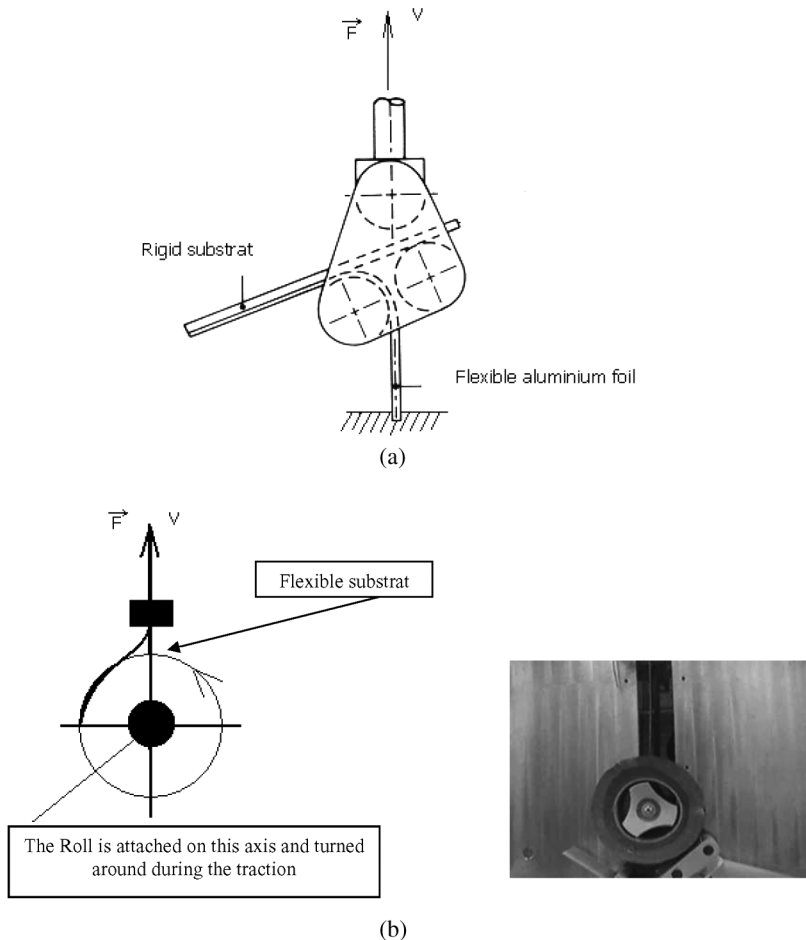 F V
Rigid substrat
Flexible aluminium foil
(a)
F V
Flexible substrat
The Roll is attached on this axis and turned
around during the traction
(b)